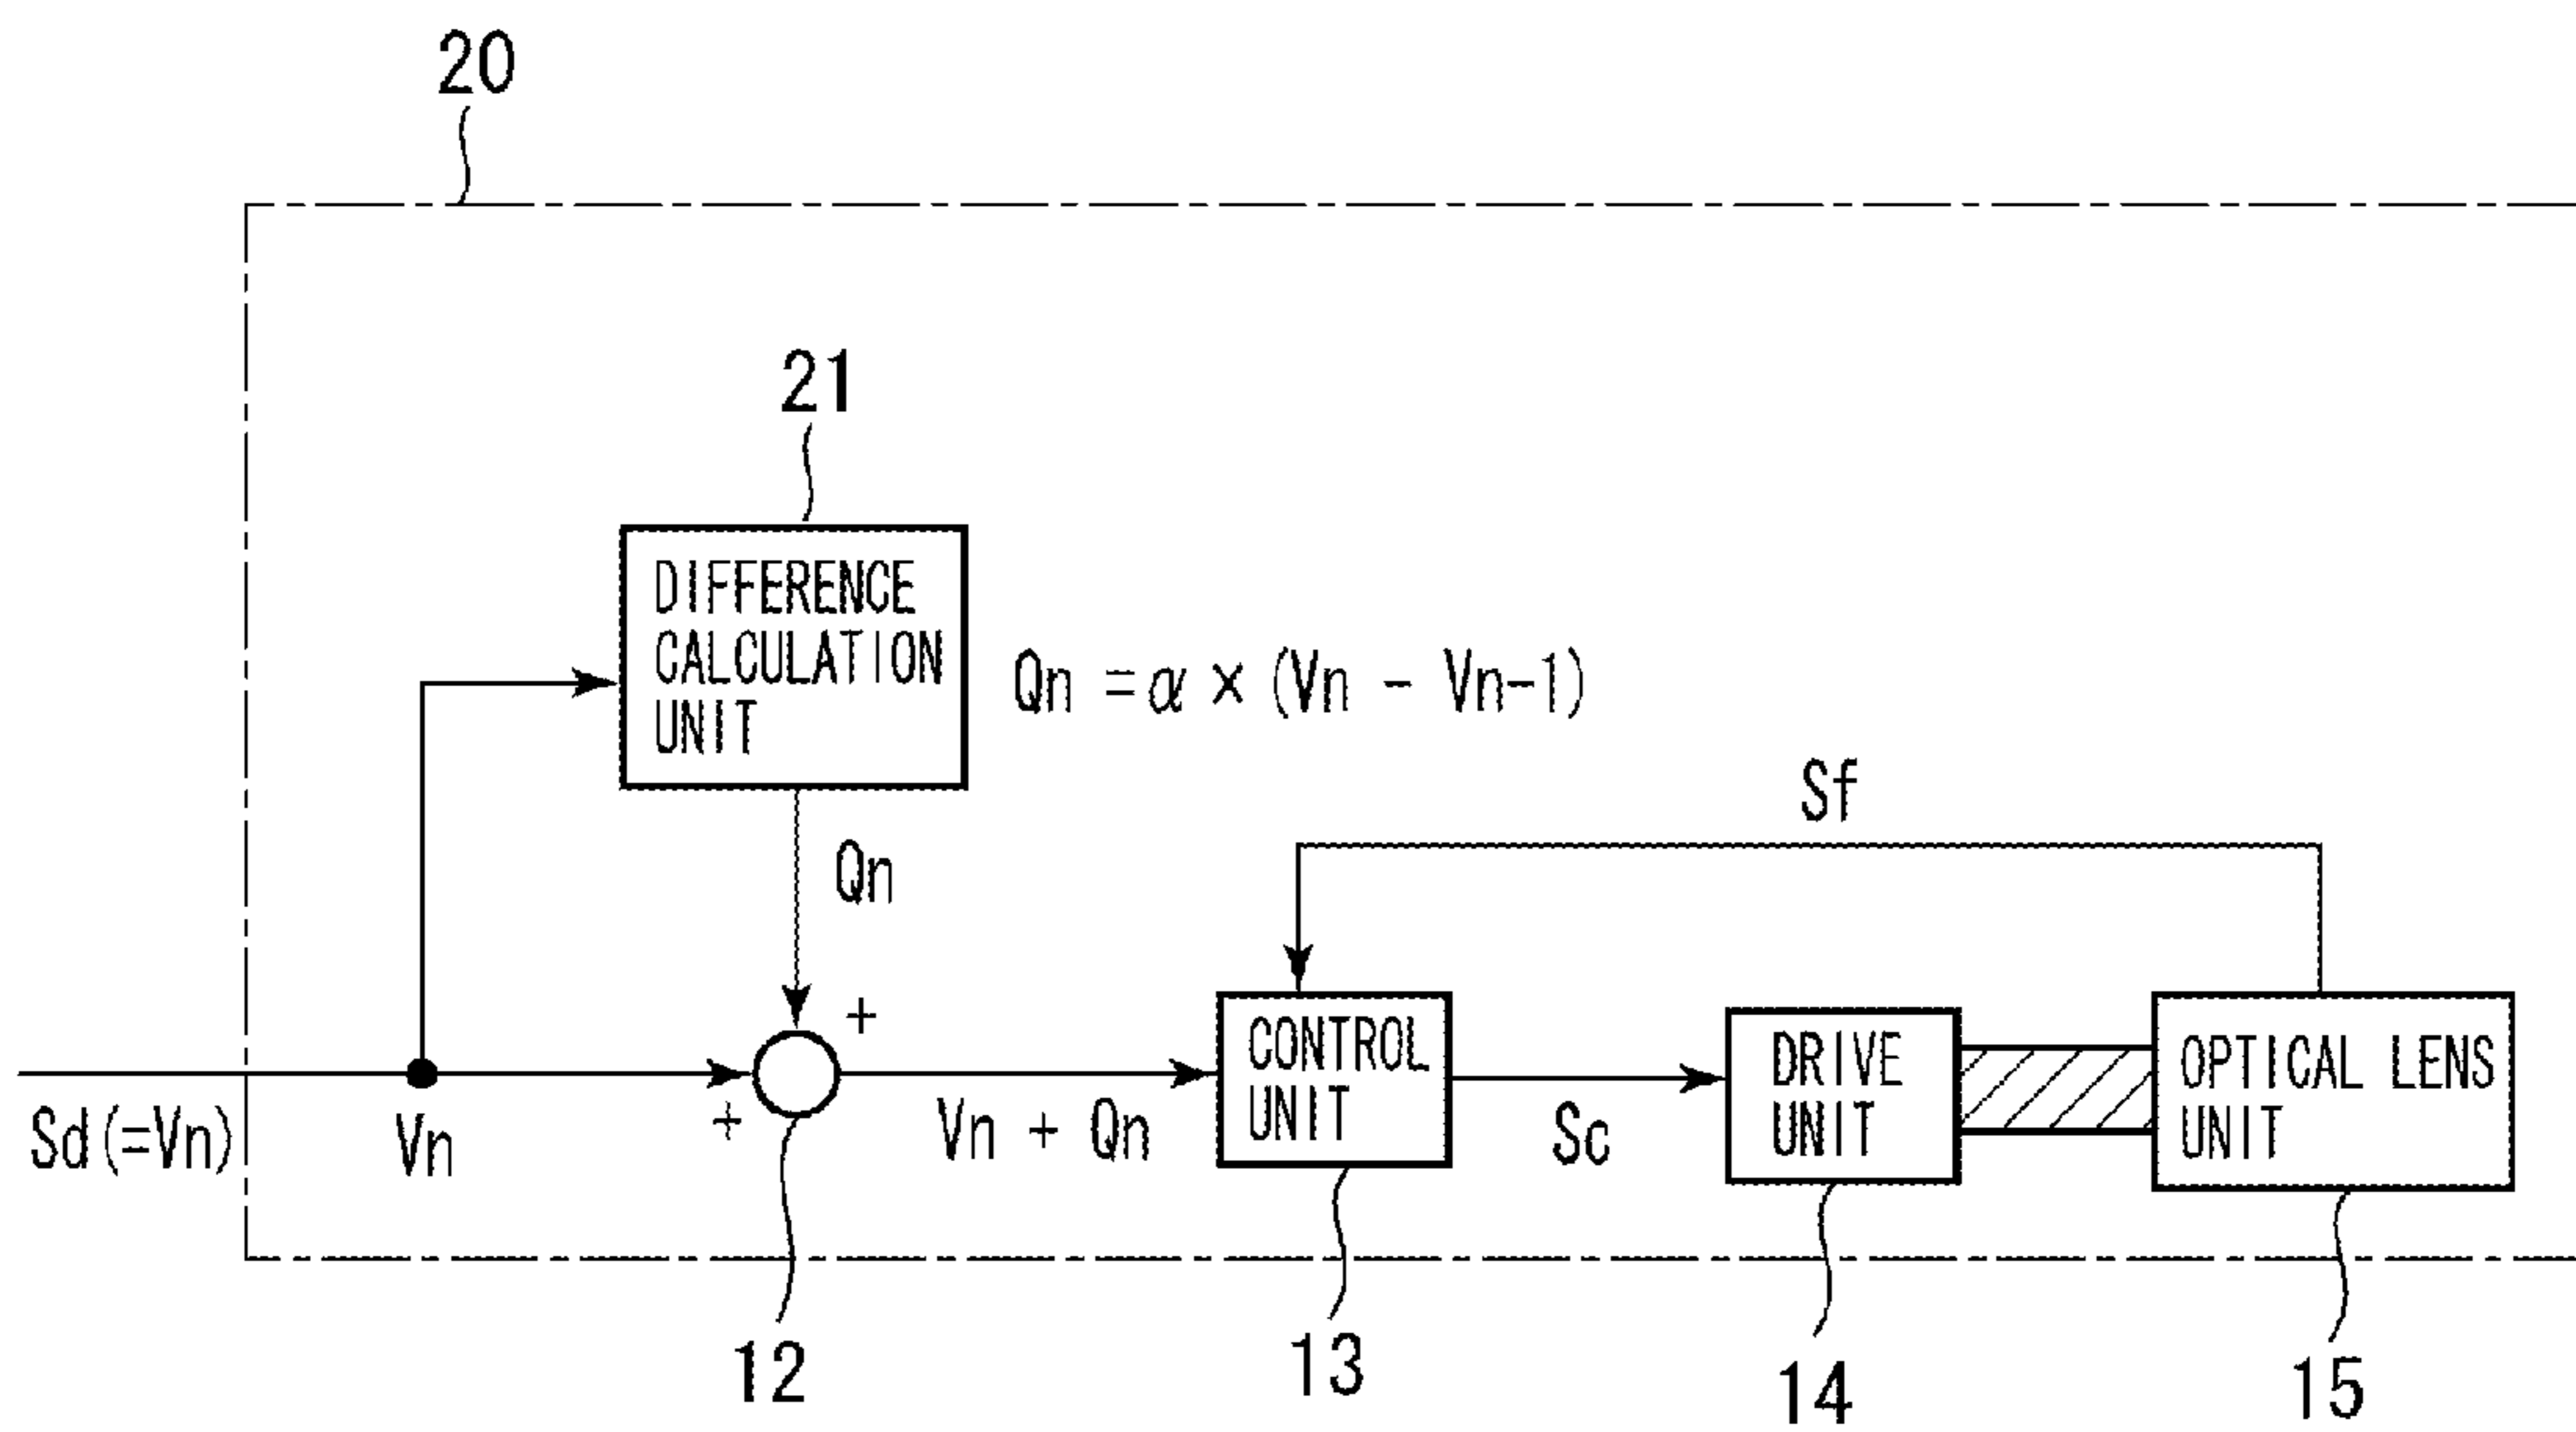 20
21
DIFFERENCE
CALCULATION
UNIT
Qn = α × (Vn - Vn-1)
Sf
Qn
+
CONTROL
UNIT
DRIVE
UNIT
OPTICAL LENS
UNIT
Sd(=Vn)
Vn
+
Vn + Qn
Sc
12
13
14
15